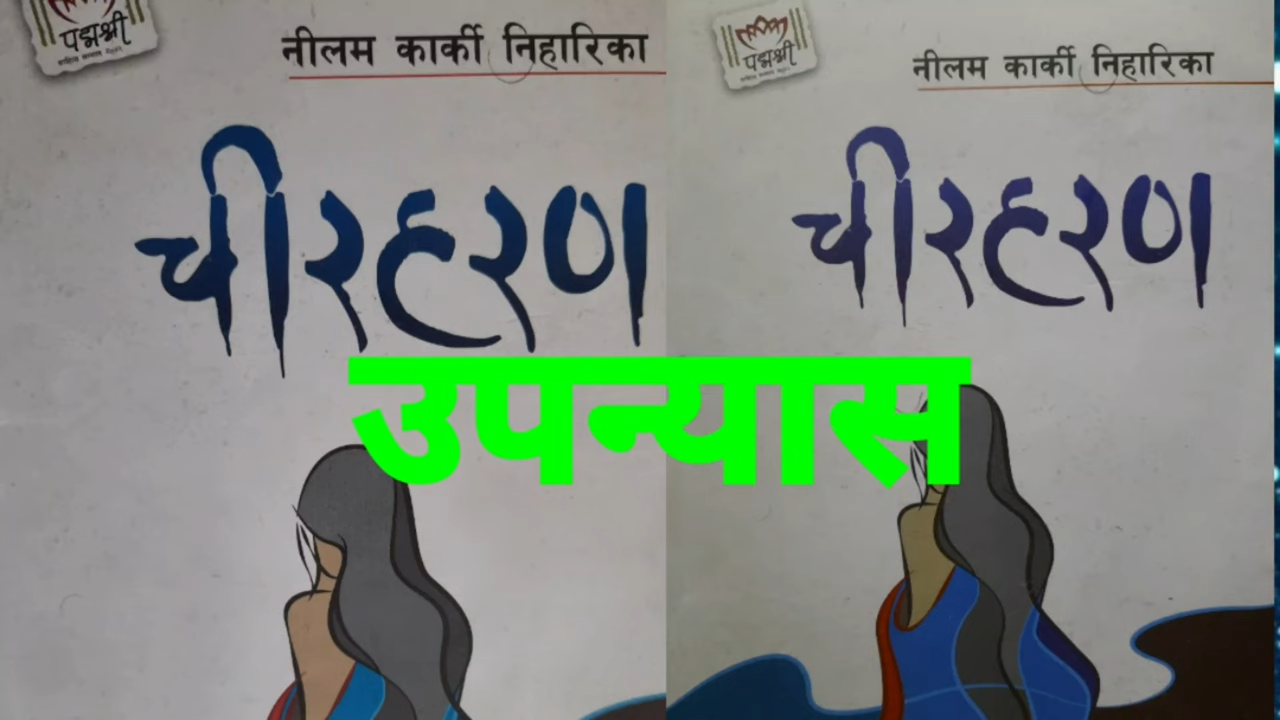 पद्मश्री
नीलम कार्की निहारिका
चीरहरण
पद्मश्री
नीलम कार्की निहारिका
चीरहरण
उपन्यास